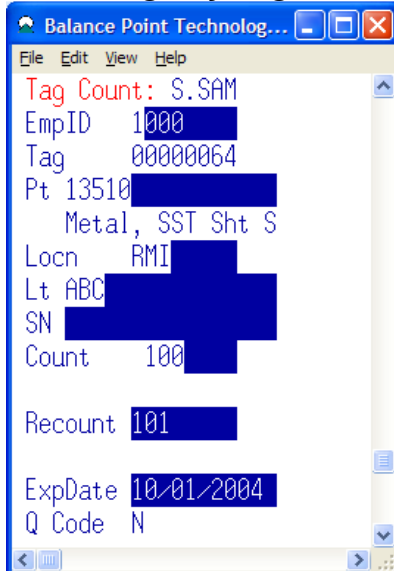 Balance Point Technolog...
File Edit View Help
Tag Count: S.SAM
EmpID 1000
Tag 00000064
Pt 13510
Metal, SST Sht S
Locn RMI
Lt ABC
SN
Count 100
Recount 101
ExpDate 10/01/2004
Q Code N